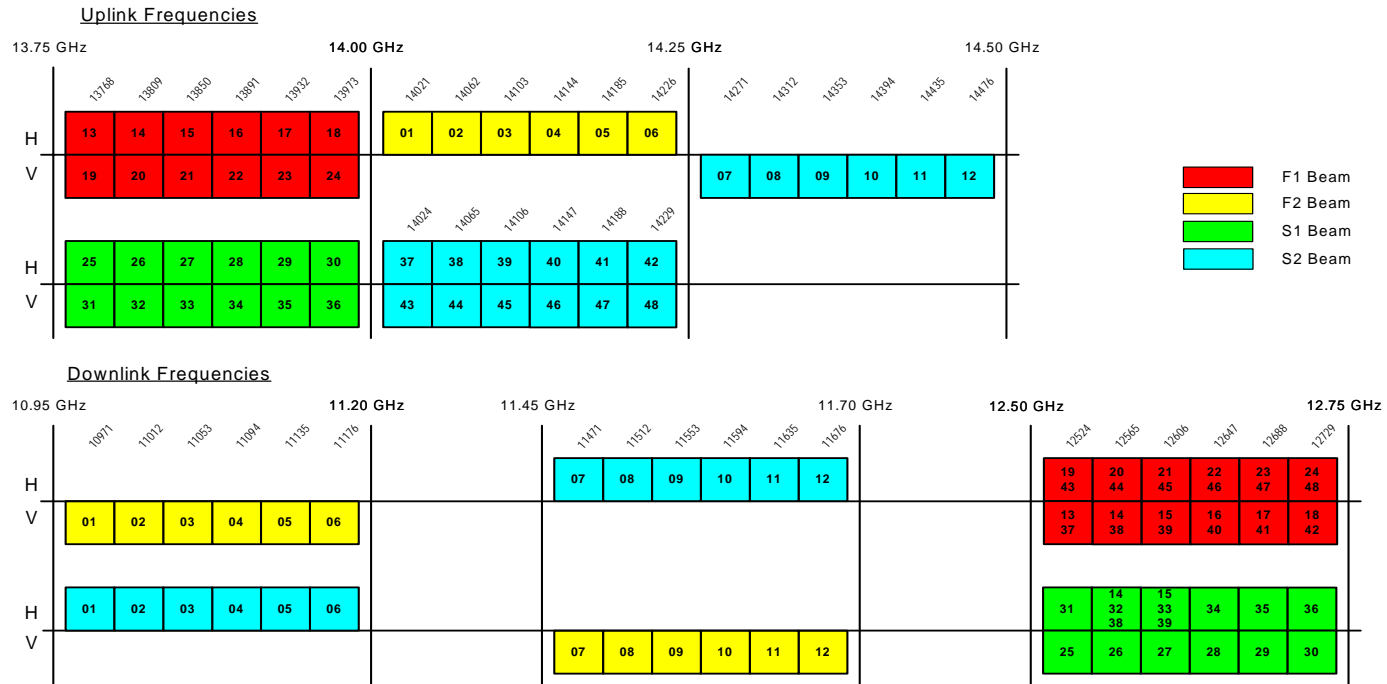 Uplink Frequencies
13.75 GHz 14.00 GHz 14.25 GHz 14.50 GHz
13768 13809 13850 13891 13932 13973 14021 14062 14103 14144 14185 14226 14271 14312 14353 14394 14435 14476
H 13 14 15 16 17 18 01 02 03 04 05 06
V 19 20 21 22 23 24 07 08 09 10 11 12
F1 Beam
F2 Beam
S1 Beam
S2 Beam
14024 14065 14106 14147 14188 14229
H 25 26 27 28 29 30 37 38 39 40 41 42
V 31 32 33 34 35 36 43 44 45 46 47 48
Downlink Frequencies
10.95 GHz 11.20 GHz 11.45 GHz 11.70 GHz 12.50 GHz 12.75 GHz
10971 11012 11053 11094 11135 11176 11471 11512 11553 11594 11635 11676 12524 12565 12606 12647 12688 12729
H 07 08 09 10 11 12 19 20 21 22 23 24
43 44 45 46 47 48
V 01 02 03 04 05 06 13 14 15 16 17 18
37 38 39 40 41 42
14 15
H 01 02 03 04 05 06 31 32 33 34 35 36
38 39
V 07 08 09 10 11 12 25 26 27 28 29 30